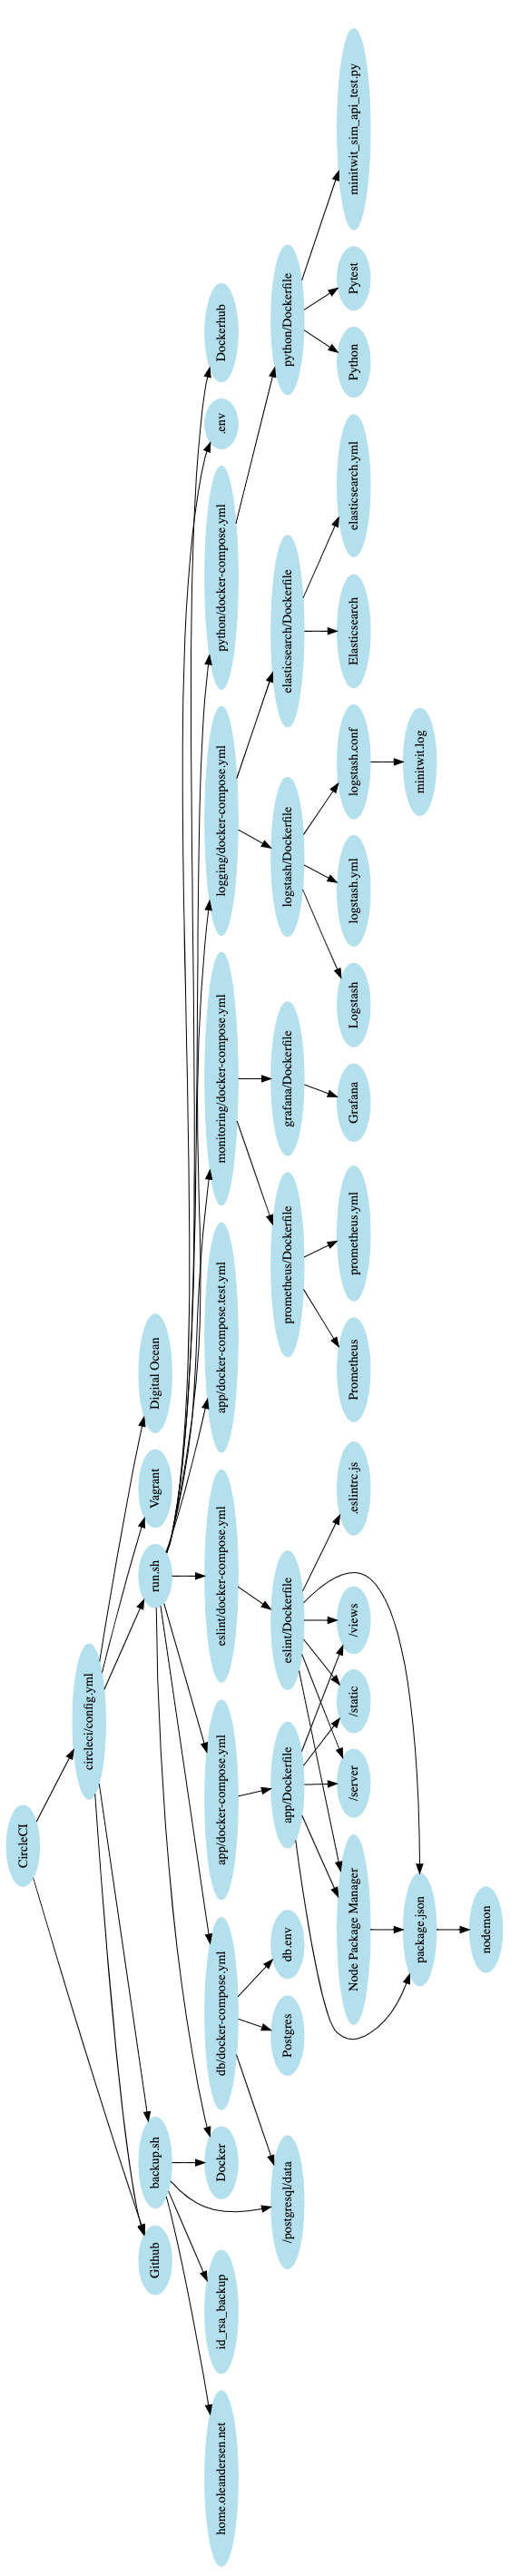 CircleCI
circleci/config.yml
Github
backup.sh
run.sh
Vagrant
Digital Ocean
home.oleandersen.net
id_rsa_backup
Docker
db/docker-compose.yml
app/docker-compose.yml
eslint/docker-compose.yml
app/docker-compose.test.yml
monitoring/docker-compose.yml
logging/docker-compose.yml
python/docker-compose.yml
.env
Dockerhub
/postgresql/data
Postgres
db.env
app/Dockerfile
eslint/Dockerfile
prometheus/Dockerfile
grafana/Dockerfile
logstash/Dockerfile
elasticsearch/Dockerfile
python/Dockerfile
Node Package Manager
/server
/static
/views
.eslintrc.js
Prometheus
prometheus.yml
Grafana
Logstash
logstash.yml
logstash.conf
Elasticsearch
elasticsearch.yml
Python
Pytest
minitwit_sim_api_test.py
package.json
minitwit.log
nodemon